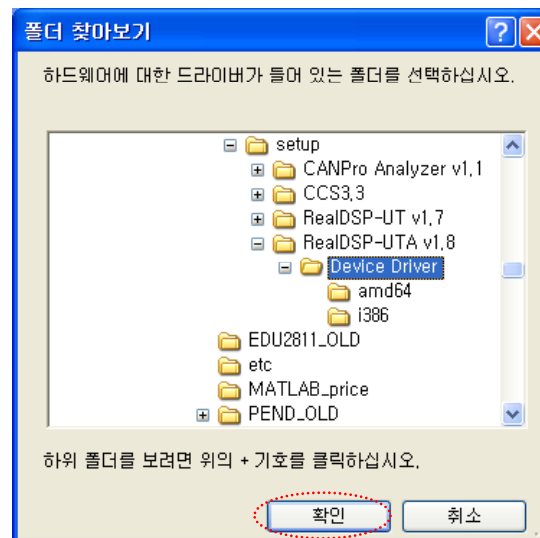 폴더 찾아보기
하드웨어에 대한 드라이버가 들어 있는 폴더를 선택하십시오.
setup
CANPro Analyzer v1.1
CCS3.3
RealDSP-UT v1.7
RealDSP-UTA v1.8
Device Driver
amd64
i386
EDU2811_OLD
etc
MATLAB_price
PEND_OLD
하위 폴더를 보려면 위의 + 기호를 클릭하십시오.
확인 취소